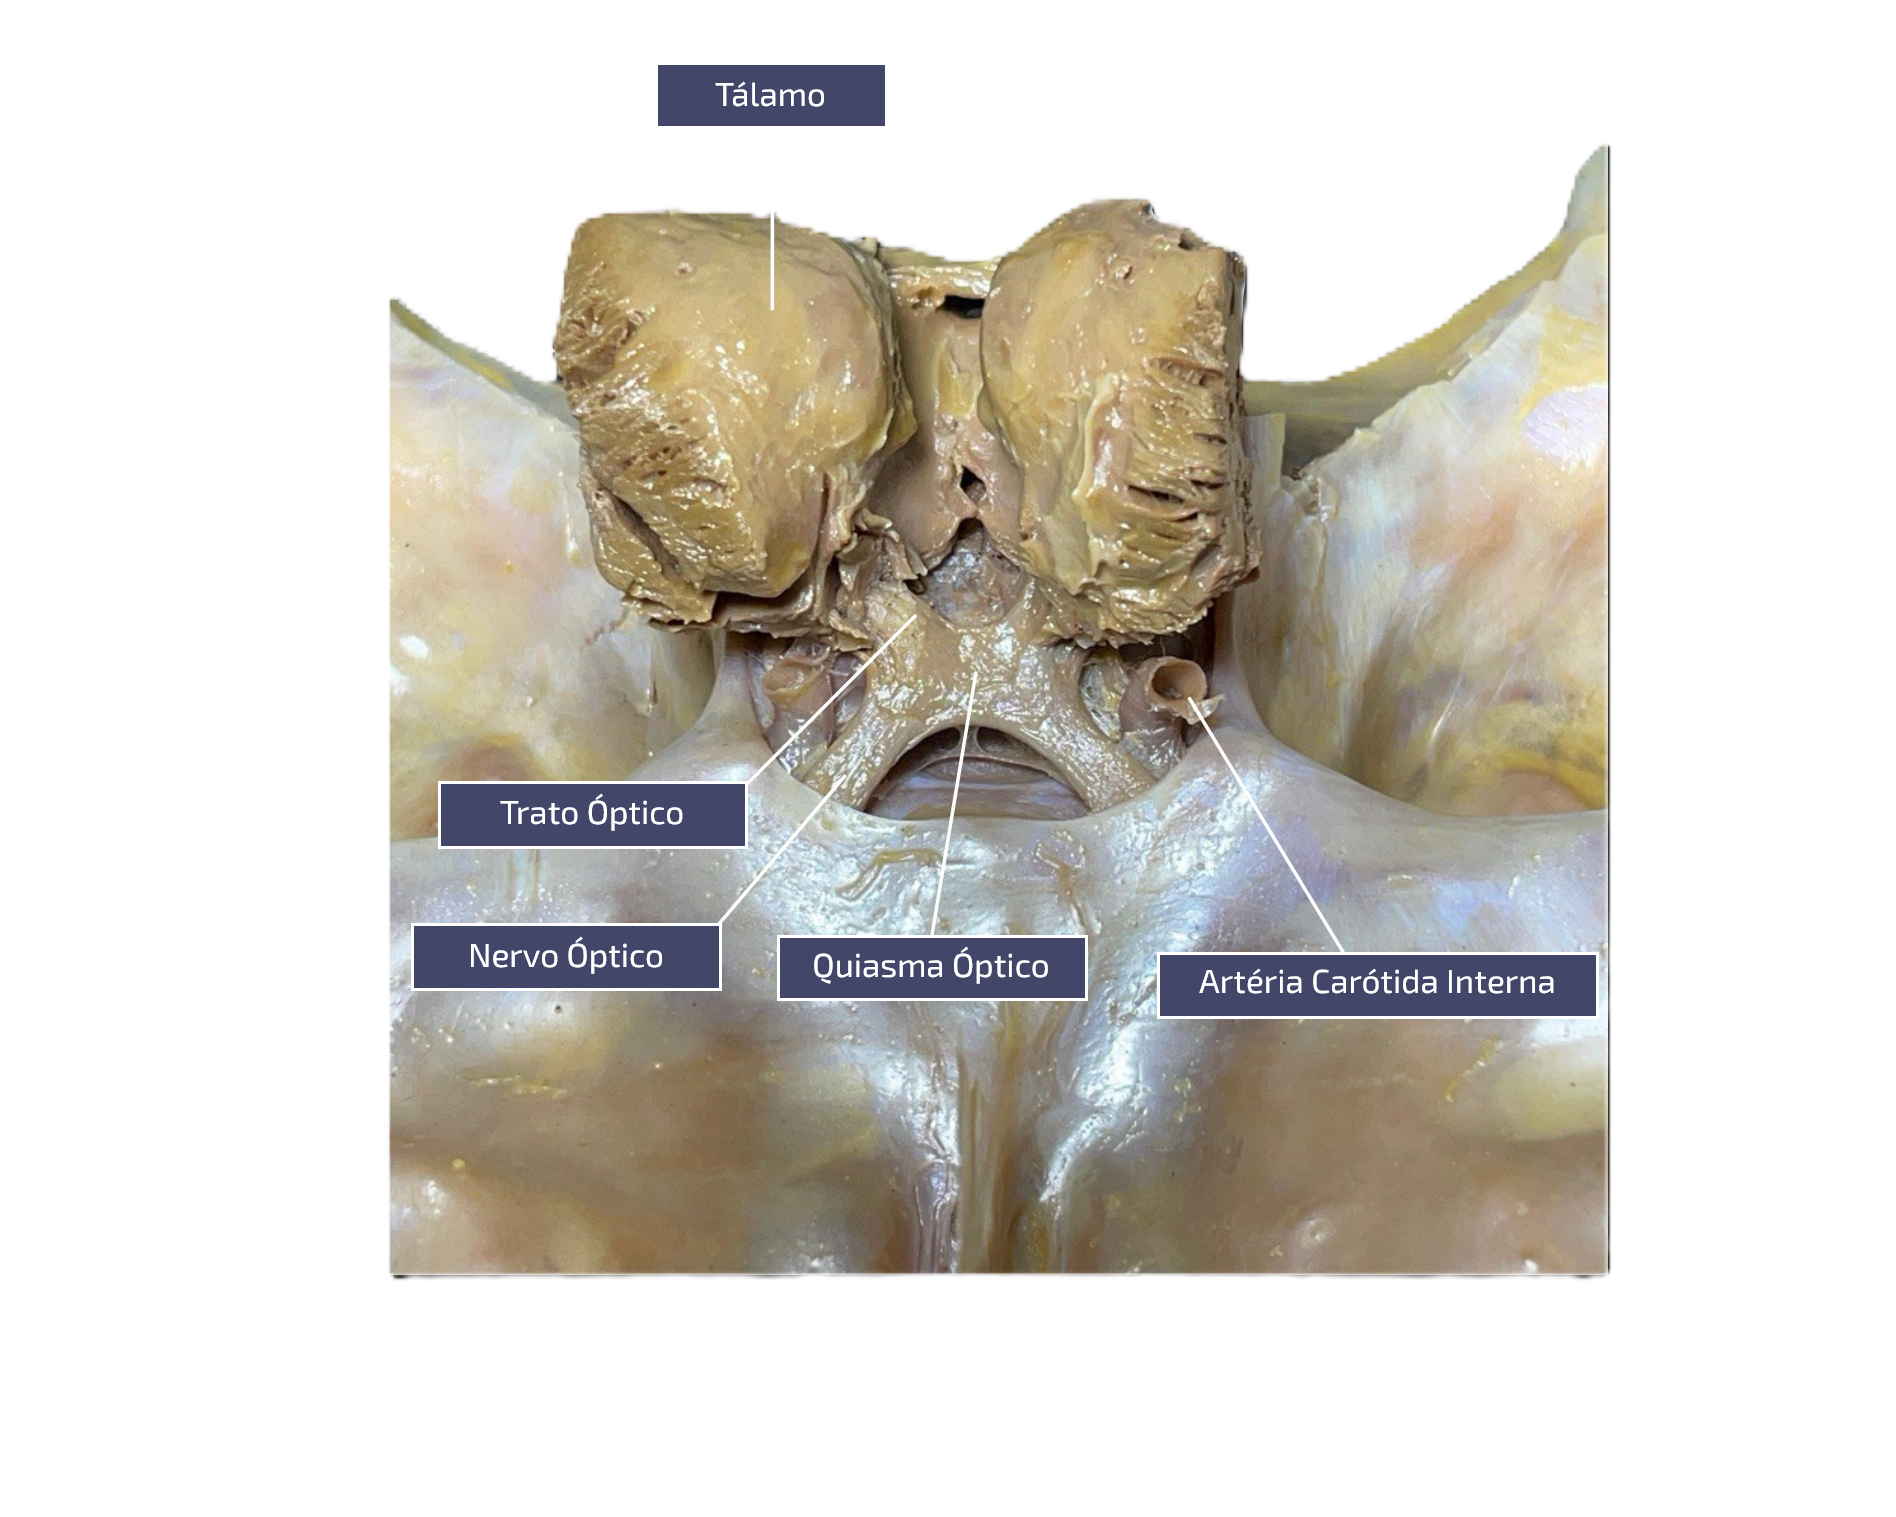 Tálamo
Trato Óptico
Nervo Óptico
Quiasma Óptico
Artéria Carótida Interna